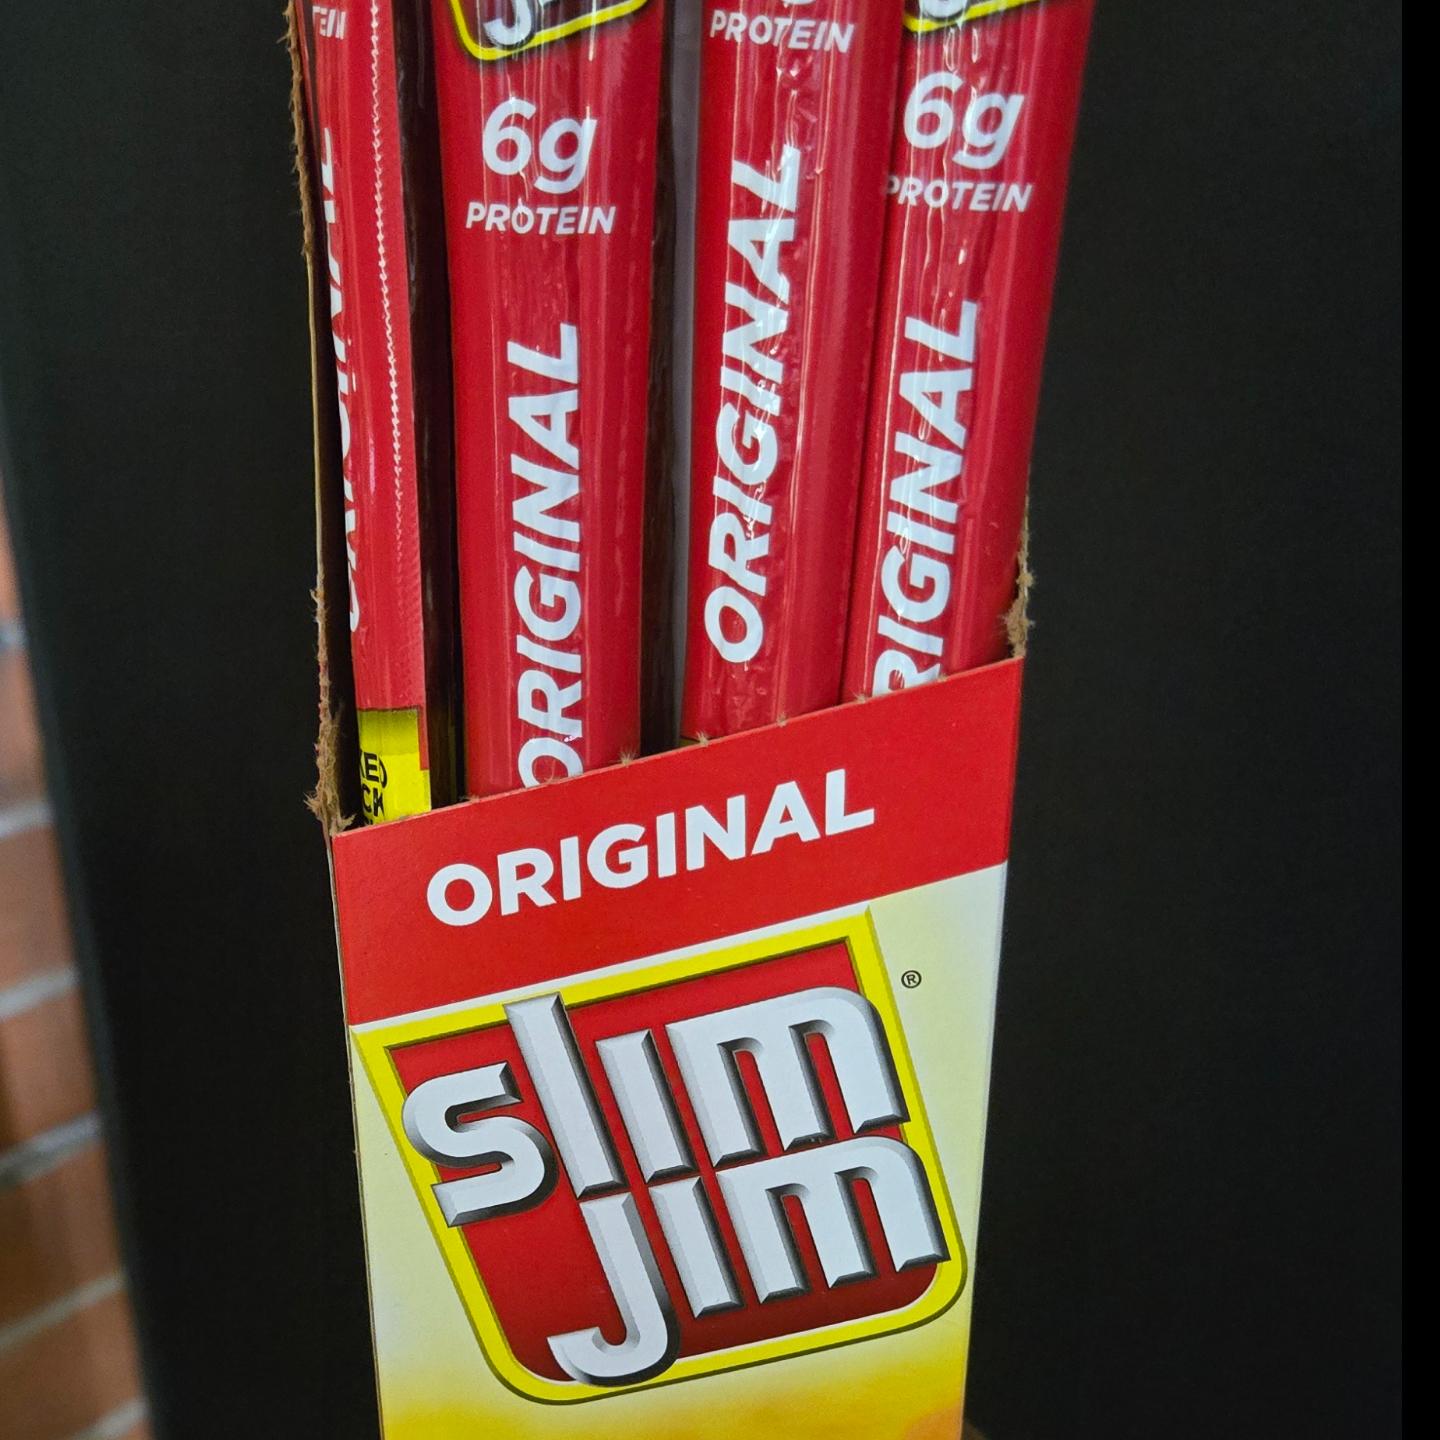 6g
PROTEIN
ORIGINAL
PROTEIN
ORIGINAL
6g
PROTEIN
ORIGINAL
ORIGINAL
slim
jim
®